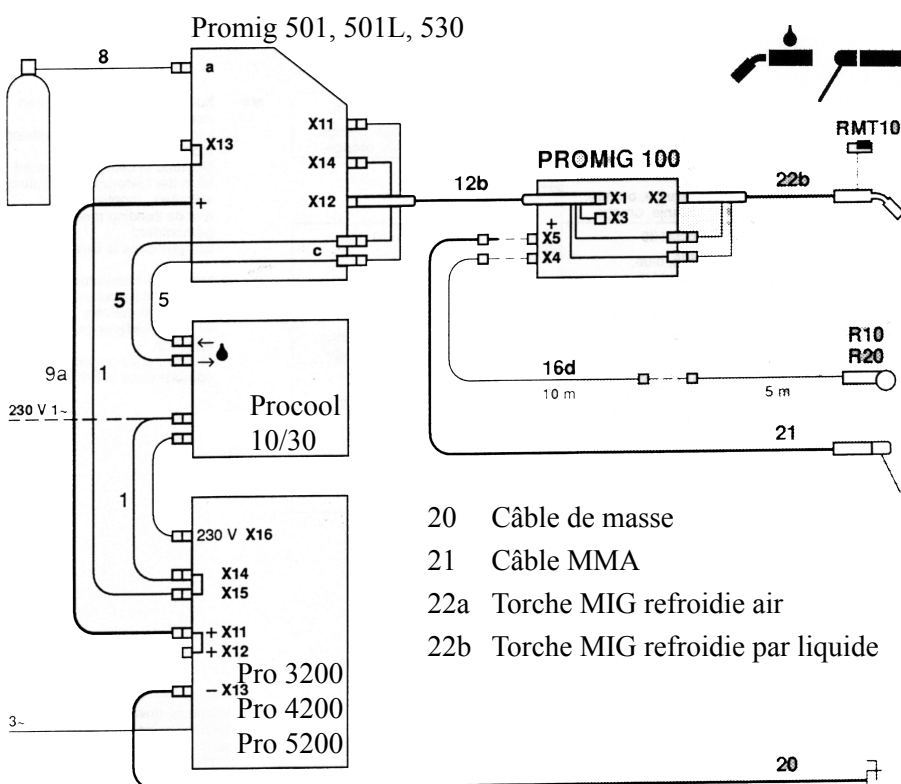 Promig 501, 501L, 530
8
a
X11
X13
X14
X12
+
c
RMT10
PROMIG 100
12b
X1 X2
22b
X3
+
X5
X4
5 5
←
→
9a 1
230 V 1~
Procool
10/30
16d
10 m
5 m
R10
R20
21
1
230 V X16
X14
X15
+ X11
+ X12
− X13
Pro 3200
Pro 4200
Pro 5200
3~
20 Câble de masse
21 Câble MMA
22a Torche MIG refroidie air
22b Torche MIG refroidie par liquide
20